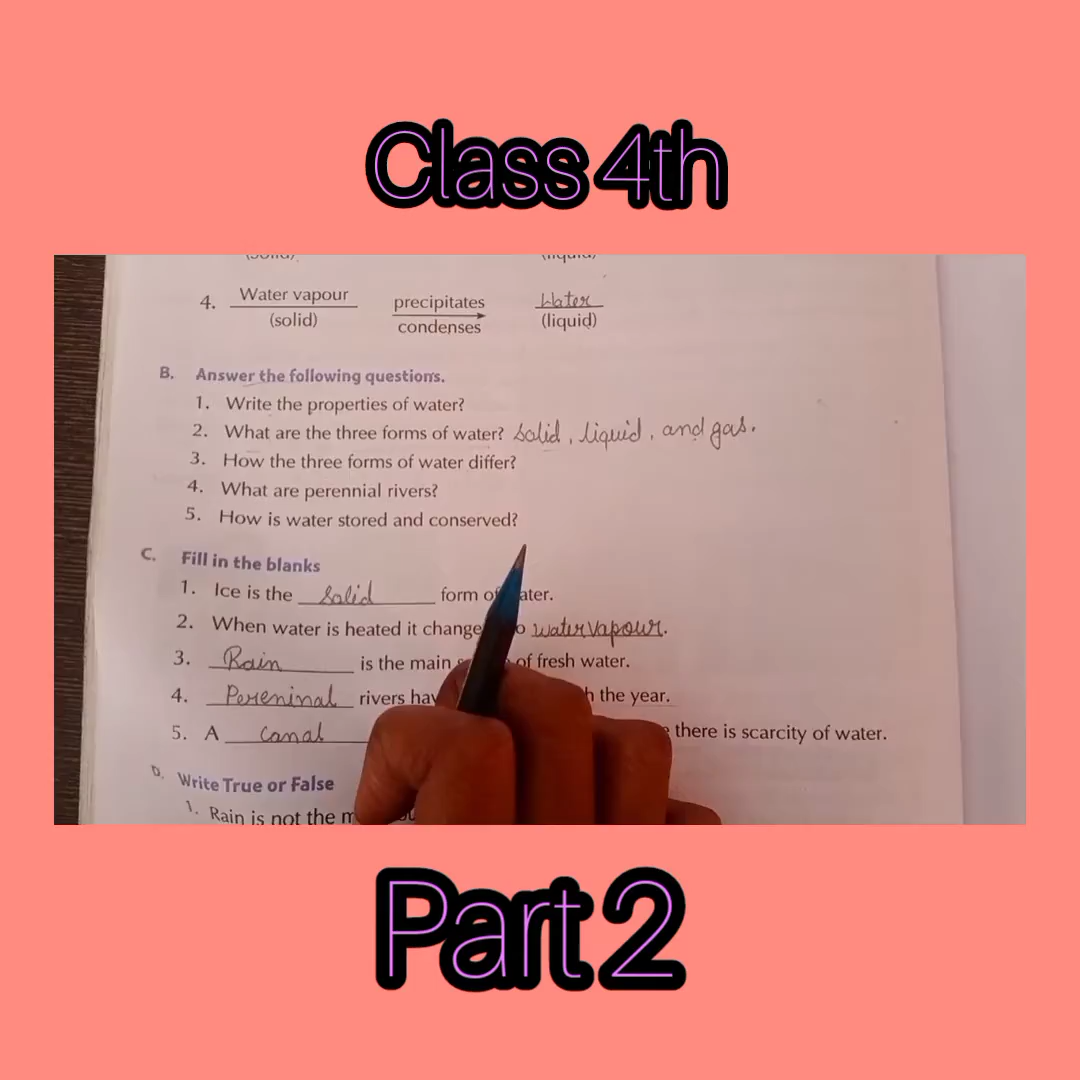 Class 4th
4. Water vapour precipitates Water
(solid) condenses (liquid)
B. Answer the following questions.
1. Write the properties of water?
2. What are the three forms of water? Solid, liquid, and gas.
3. How the three forms of water differ?
4. What are perennial rivers?
5. How is water stored and conserved?
C. Fill in the blanks
1. Ice is the Solid form of ater.
2. When water is heated it change o water vapour.
3. Rain is the main of fresh water.
4. Pereninal rivers hav the year.
5. A canal there is scarcity of water.
D. Write True or False
1. Rain is not the m
Part 2